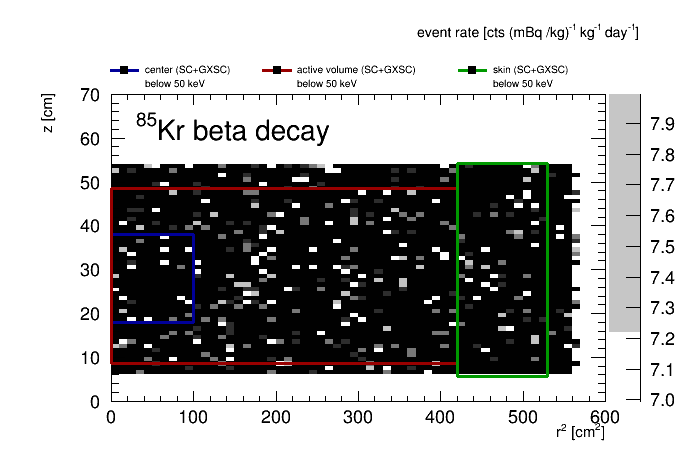 event rate [cts (mBq /kg)⁻¹ kg⁻¹ day⁻¹]
center (SC+GXSC) active volume (SC+GXSC) skin (SC+GXSC)
below 50 keV below 50 keV below 50 keV
z [cm]
⁸⁵Kr beta decay
70
60
50
40
30
20
10
0
7.9
7.8
7.7
7.6
7.5
7.4
7.3
7.2
7.1
7.0
0 100 200 300 400 500 600
r² [cm²]